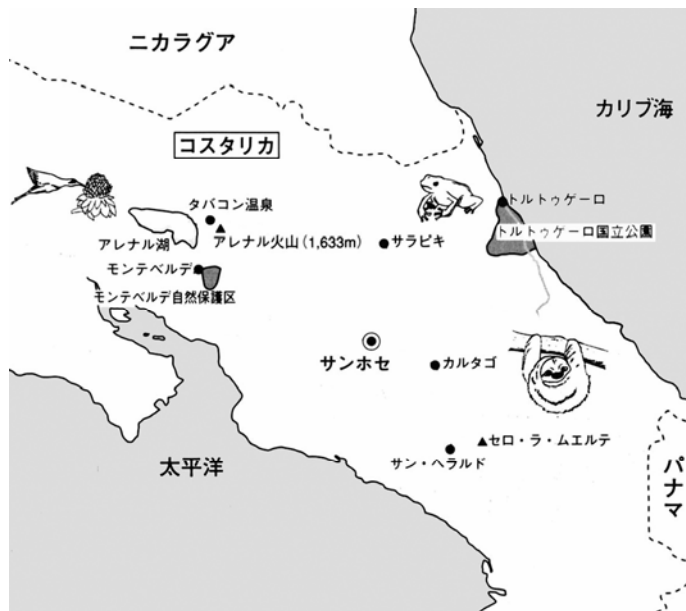 ニカラグア
カリブ海
コスタリカ
タバコン温泉
トルトゥゲーロ
トルトゥゲーロ国立公園
アレナル湖
アレナル火山(1,633m)
サラピキ
モンテベルデ
モンテベルデ自然保護区
サンホセ
カルタゴ
セロ・ラ・ムエルテ
サン・ヘラルド
太平洋
パナマ